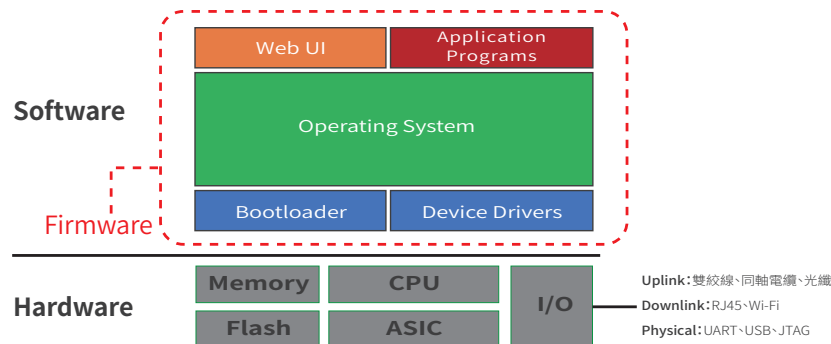 Web UI
Application
Programs
Software
Operating System
Firmware
Bootloader
Device Drivers
Hardware
Memory
CPU
I/O
Flash
ASIC
Uplink:雙絞線、同軸電纜、光纖
Downlink:RJ45、Wi-Fi
Physical:UART、USB、JTAG